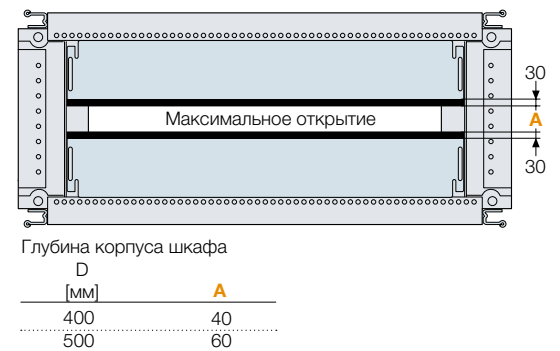 30
Максимальное открытие
A
30
Глубина корпуса шкафа
D
[мм] A
400 40
500 60